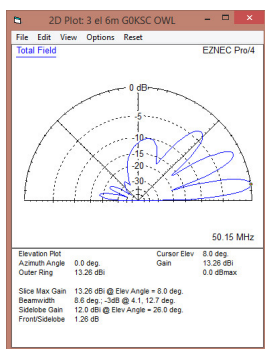 2D Plot: 3 el 6m G0KSC OWL
File Edit View Options Reset
Total Field EZNEC Pro/4
0 dB
-5
-10
-15
-20
-30
50.15 MHz
Elevation Plot Cursor Elev 8.0 deg.
Azimuth Angle 0.0 deg. Gain 13.26 dBi
Outer Ring 13.26 dBi 0.0 dBmax
Slice Max Gain 13.26 dBi @ Elev Angle = 8.0 deg.
Beamwidth 8.6 deg.; -3dB @ 4.1, 12.7 deg.
Sidelobe Gain 12.0 dBi @ Elev Angle = 26.0 deg.
Front/Sidelobe 1.26 dB